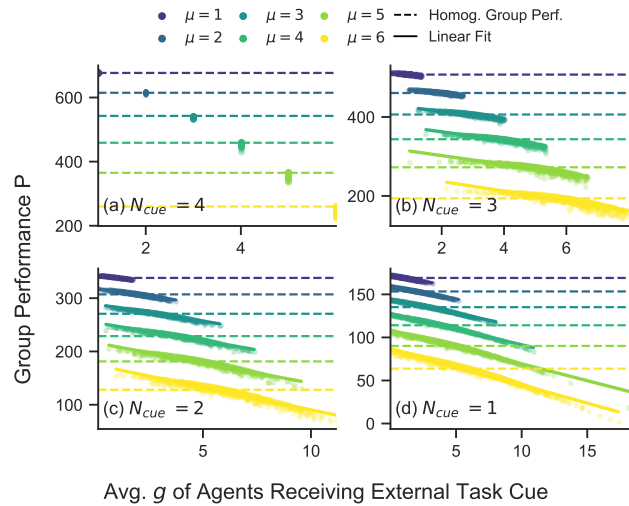 μ = 1 μ = 3 μ = 5 Homog. Group Perf.
μ = 2 μ = 4 μ = 6 Linear Fit
600
400
200
(a) N_cue = 4
2 4
400
200
(b) N_cue = 3
2 4 6
Group Performance P
300
200
100
(c) N_cue = 2
5 10
150
100
50
0
(d) N_cue = 1
5 10 15
Avg. g of Agents Receiving External Task Cue